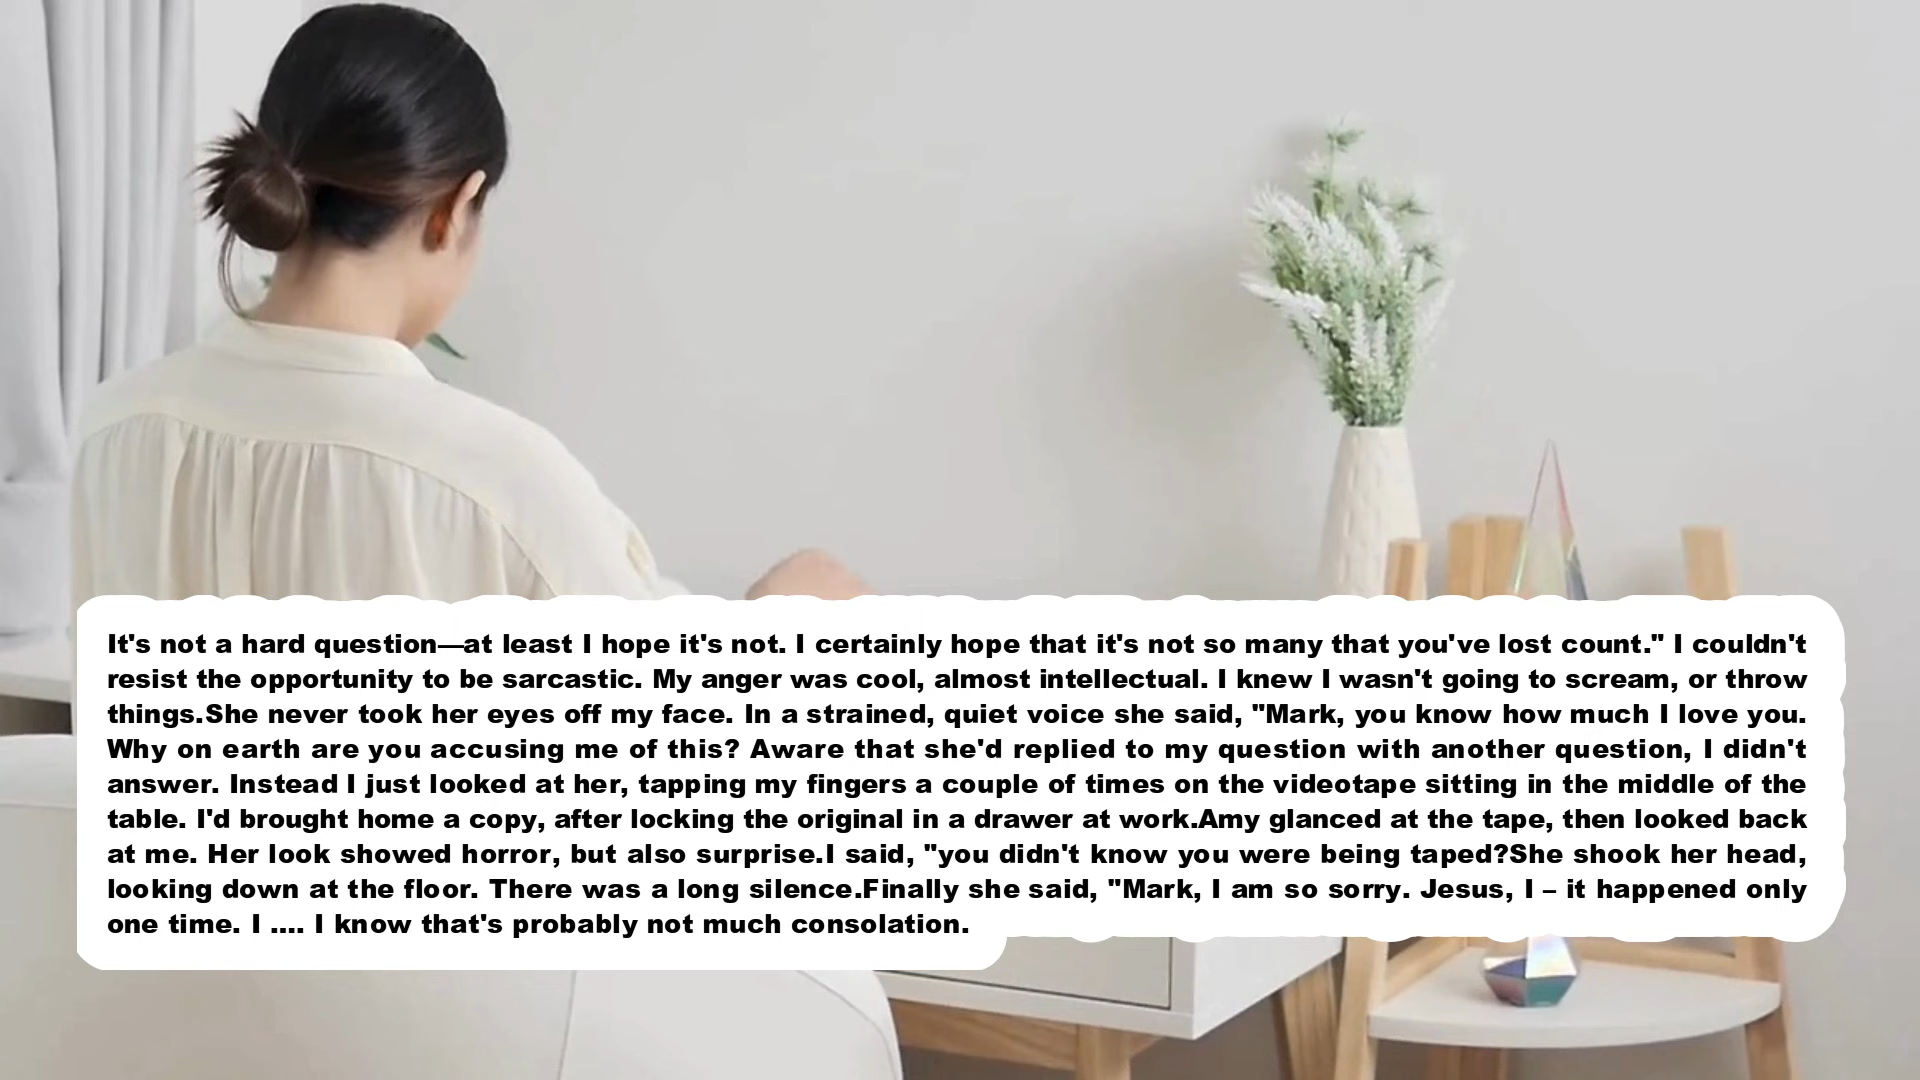 It's not a hard question—at least I hope it's not. I certainly hope that it's not so many that you've lost count." I couldn't
resist the opportunity to be sarcastic. My anger was cool, almost intellectual. I knew I wasn't going to scream, or throw
things.She never took her eyes off my face. In a strained, quiet voice she said, "Mark, you know how much I love you.
Why on earth are you accusing me of this? Aware that she'd replied to my question with another question, I didn't
answer. Instead I just looked at her, tapping my fingers a couple of times on the videotape sitting in the middle of the
table. I'd brought home a copy, after locking the original in a drawer at work.Amy glanced at the tape, then looked back
at me. Her look showed horror, but also surprise.I said, "you didn't know you were being taped?She shook her head,
looking down at the floor. There was a long silence.Finally she said, "Mark, I am so sorry. Jesus, I – it happened only
one time. I .... I know that's probably not much consolation.